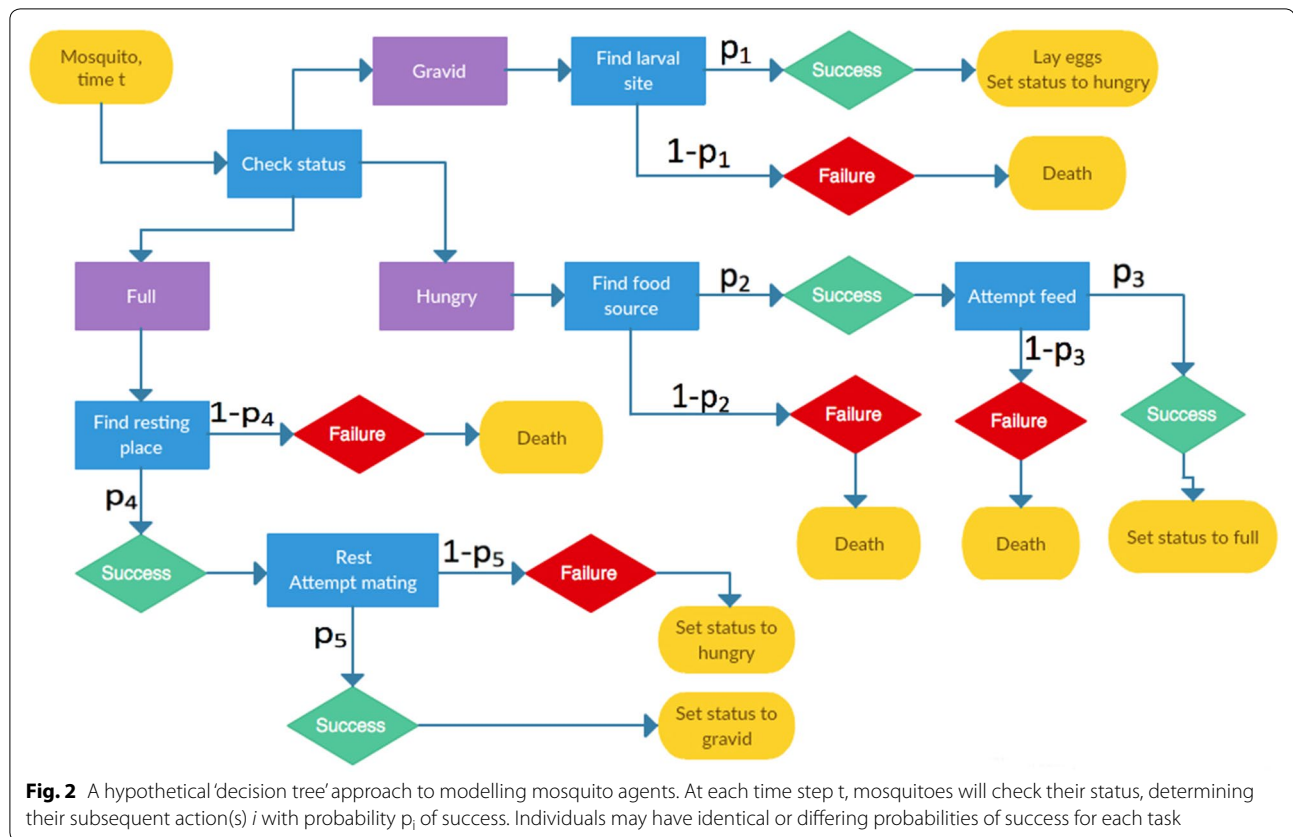 Mosquito,
time t
Check status
Gravid
Find larval
site
p₁
Success
Lay eggs
Set status to hungry
1-p₁
Failure
Death
Full
Hungry
Find food
source
p₂
Success
Attempt feed
p₃
Success
Set status to full
1-p₃
Failure
Death
1-p₂
Failure
Death
Find resting
place
1-p₄
Failure
Death
p₄
Success
Rest
Attempt mating
1-p₅
Failure
Set status to
hungry
p₅
Success
Set status to
gravid
Fig. 2 A hypothetical ‘decision tree’ approach to modelling mosquito agents. At each time step t, mosquitoes will check their status, determining
their subsequent action(s) i with probability pᵢ of success. Individuals may have identical or differing probabilities of success for each task